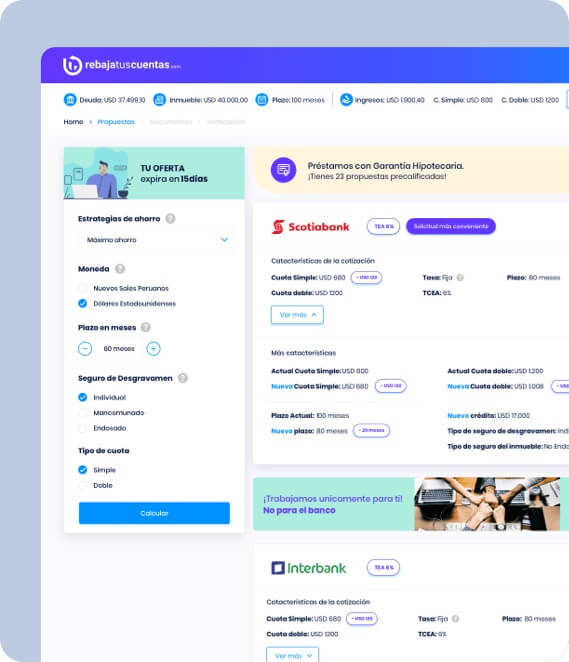 rebajatuscuentas.com
Deuda: USD 37.499,10 Inmueble: USD 40.000,00 Plazo: 100 meses Ingresos: USD 1.900,40 C. Simple: USD 800 C. Doble: USD 1200
Home > Propuestas > Documentos > Verificación
TU OFERTA
expira en 15días
Estrategias de ahorro ?
Máximo ahorro
Moneda ?
Nuevos Soles Peruanos
Dólares Estadounidenses
Plazo en meses ?
− 60 meses +
Seguro de Desgravamen ?
Individual
Mancomunado
Endosado
Tipo de cuota
Simple
Doble
Calcular
Préstamos con Garantía Hipotecaria.
¡Tienes 23 propuestas precalificadas!
Scotiabank TEA 6% Solicitud más conveniente
Catacterísticas de la cotización
Cuota Simple: USD 680 - USD 120 Tasa: Fija ? Plazo: 80 meses
Cuota doble: USD 1200 TCEA: 6%
Ver más
Más catacterísticas
Actual Cuota Simple: USD 800 Actual Cuota doble: USD 1.200
Nueva Cuota Simple: USD 680 - USD 120 Nueva Cuota doble: USD 1.008 - USD
Plazo Actual: 100 meses Nuevo crédito: USD 17.000
Nuevo plazo: 80 meses - 20 meses Tipo de seguro de desgravamen: Indi
Tipo de seguro del inmueble: No Endo
¡Trabajamos unicamente para ti!
No para el banco
Interbank TEA 6%
Catacterísticas de la cotización
Cuota Simple: USD 680 - USD 120 Tasa: Fija ? Plazo: 80 meses
Cuota doble: USD 1200 TCEA: 6%
Ver más